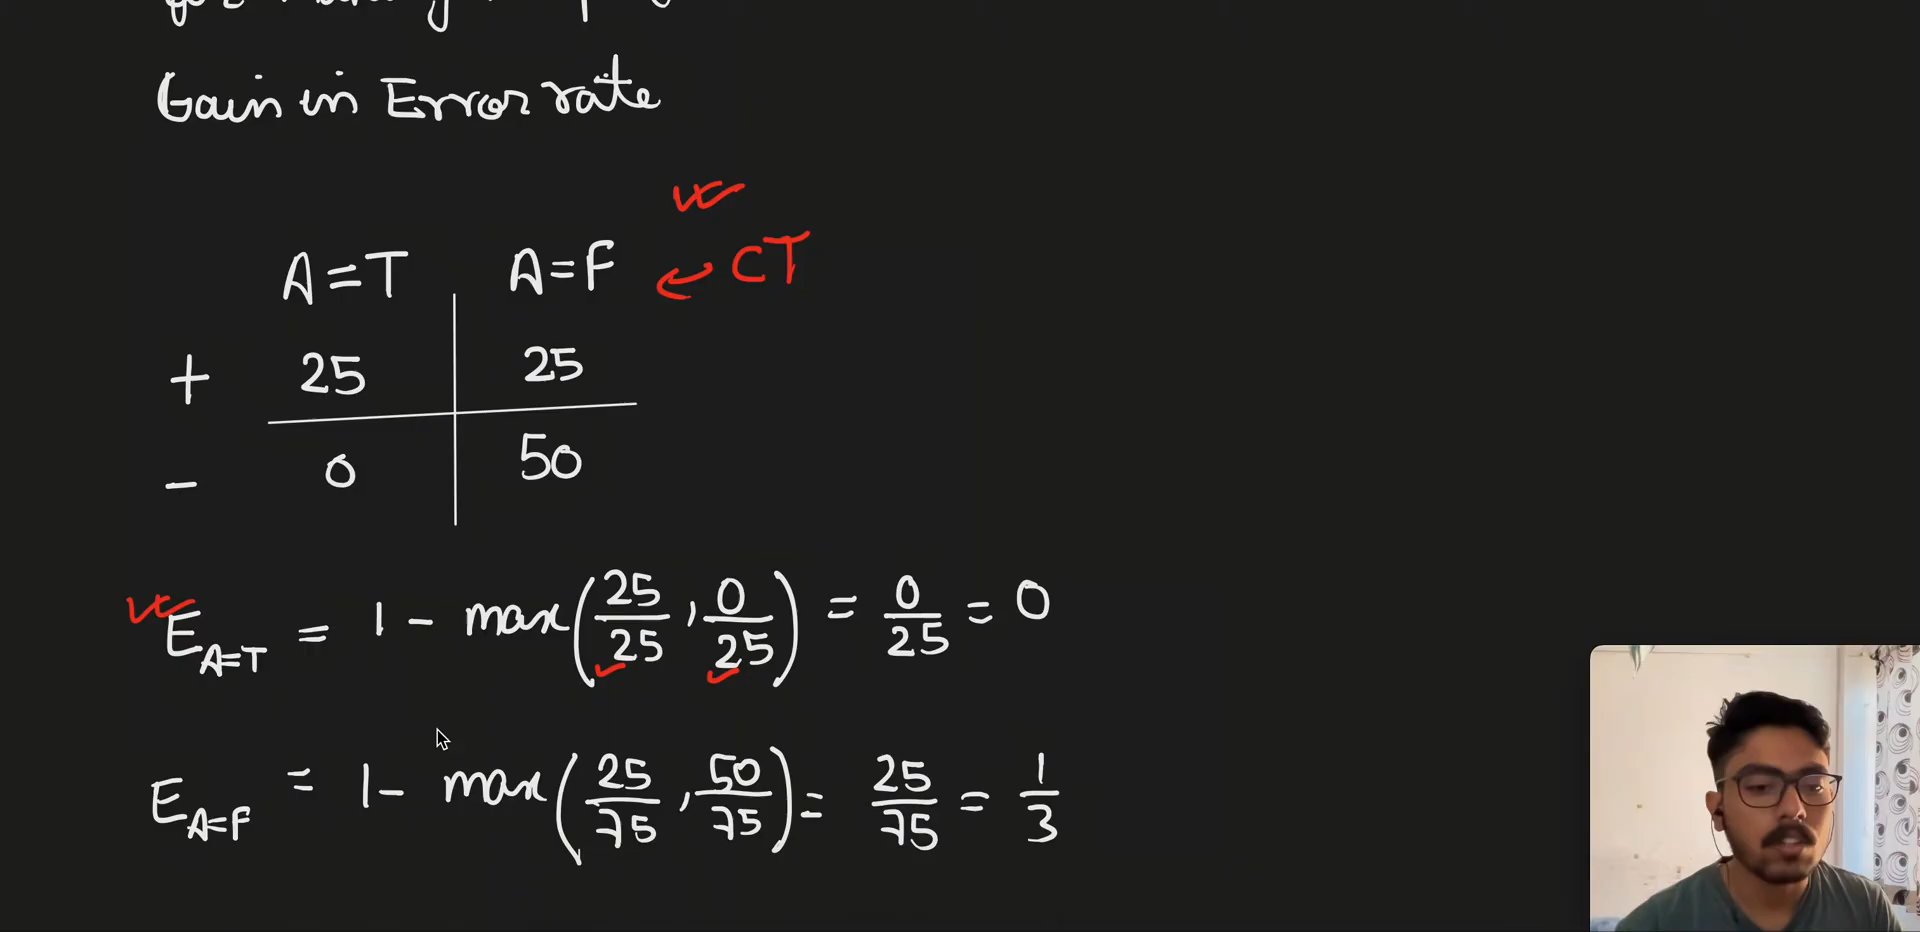 Gain in Error rate
A=T A=F ← CT
+ 25 25
- 0 50
E_{A=T} = 1 - max(25/25, 0/25) = 0/25 = 0
E_{A=F} = 1 - max(25/75, 50/75) = 25/75 = 1/3